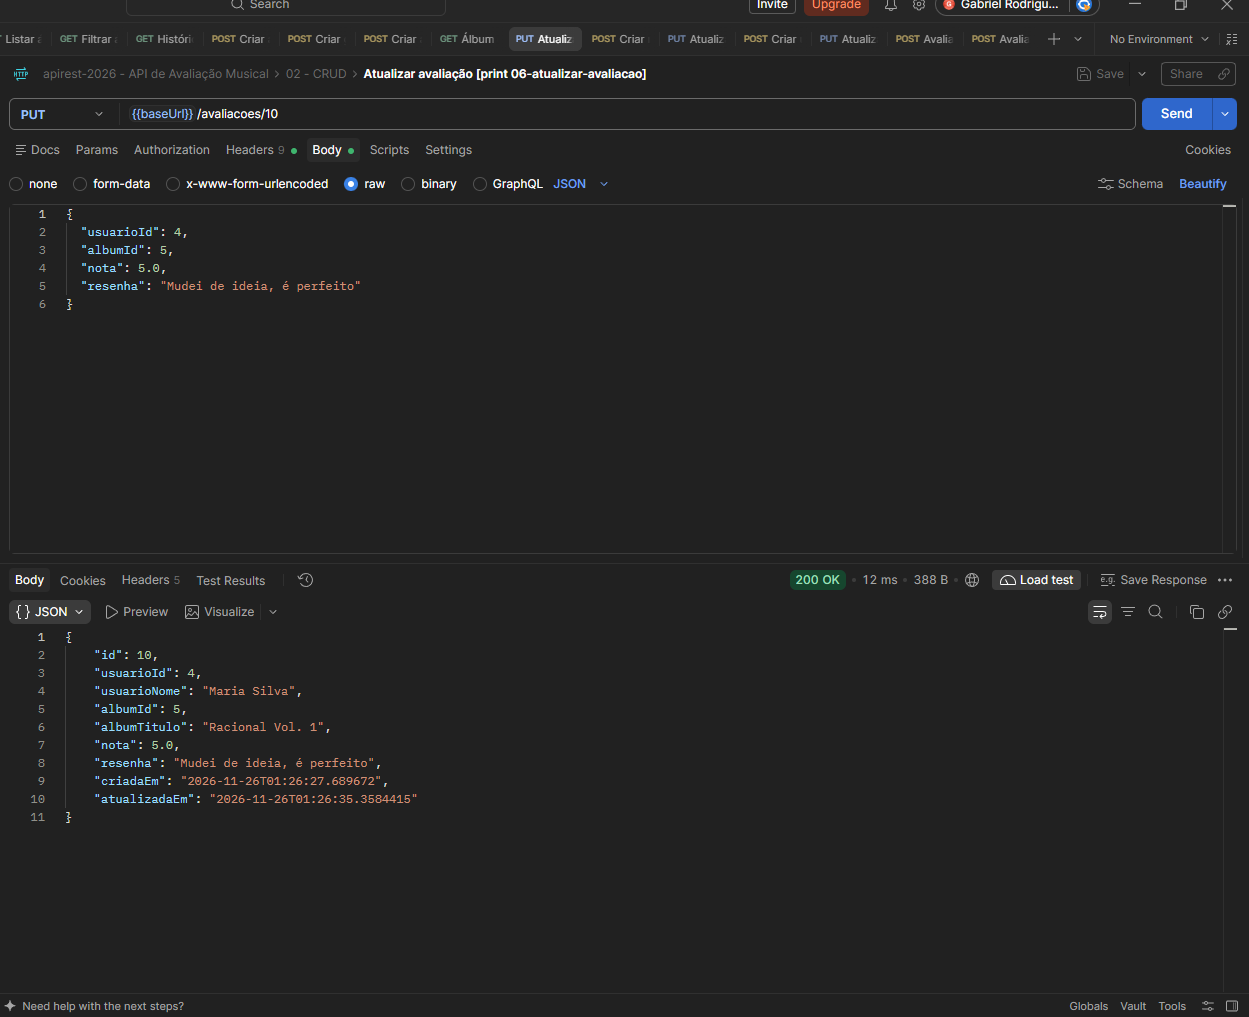 Search
Invite
Upgrade
Gabriel Rodrigu...
Listar
GET Filtrar
GET Históri
POST Criar
POST Criar
POST Criar
GET Álbum
PUT Atualiz
POST Criar
PUT Atualiz
POST Criar
PUT Atualiz
POST Avalia
POST Avalia
No Environment
HTTP
apirest-2026 - API de Avaliação Musical > 02 - CRUD > Atualizar avaliação [print 06-atualizar-avaliacao]
Save
Share
PUT
{{baseUrl}} /avaliacoes/10
Send
Docs Params Authorization Headers 9 Body Scripts Settings
Cookies
none form-data x-www-form-urlencoded raw binary GraphQL JSON
Schema Beautify
1 {
2 "usuarioId": 4,
3 "albumId": 5,
4 "nota": 5.0,
5 "resenha": "Mudei de ideia, é perfeito"
6 }
Body Cookies Headers 5 Test Results
200 OK • 12 ms • 388 B •
Load test
e.g. Save Response
{} JSON
Preview
Visualize
1 {
2 "id": 10,
3 "usuarioId": 4,
4 "usuarioNome": "Maria Silva",
5 "albumId": 5,
6 "albumTitulo": "Racional Vol. 1",
7 "nota": 5.0,
8 "resenha": "Mudei de ideia, é perfeito",
9 "criadaEm": "2026-11-26T01:26:27.689672",
10 "atualizadaEm": "2026-11-26T01:26:35.3584415"
11 }
Need help with the next steps?
Globals Vault Tools